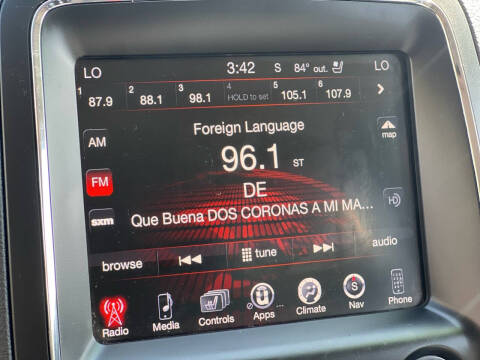 LO 3:42 S 84° out. LO
1 87.9 2 88.1 3 98.1 4 HOLD to set 5 105.1 6 107.9
Foreign Language
AM 96.1 ST map
FM DE
sxm Que Buena DOS CORONAS A MI MA... HD
browse tune audio
Radio Media Controls Apps ... Climate S Nav Phone